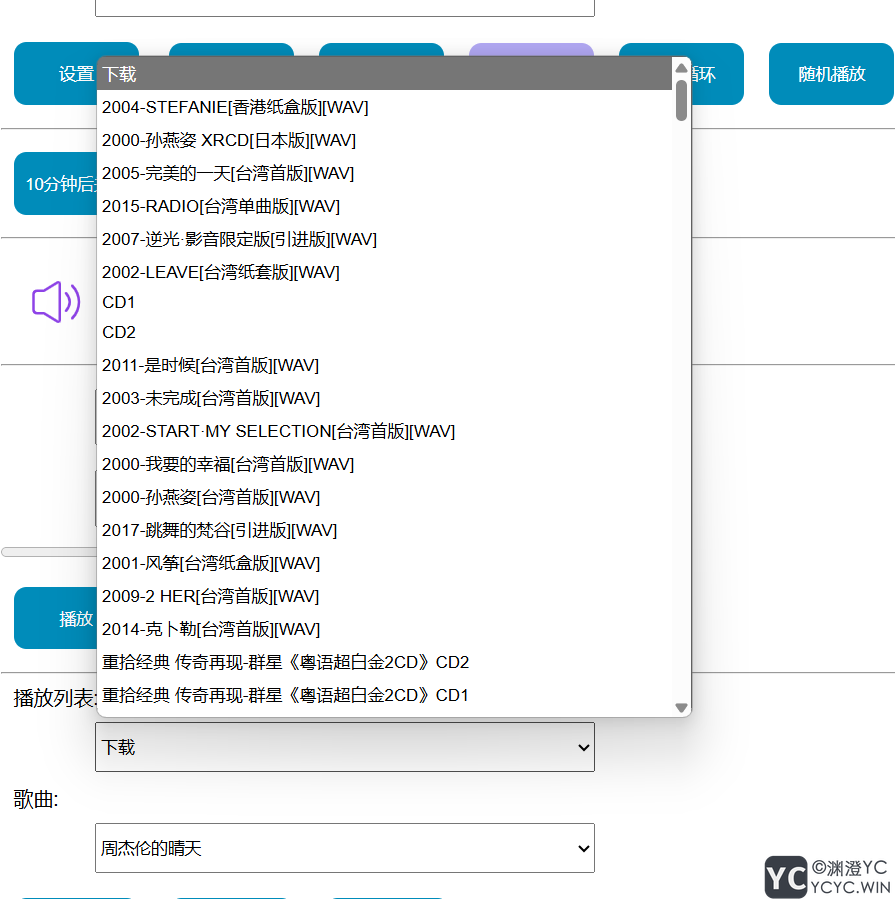 设置
循环
随机播放
下载
2004-STEFANIE[香港纸盒版][WAV]
2000-孙燕姿 XRCD[日本版][WAV]
2005-完美的一天[台湾首版][WAV]
10分钟后
2015-RADIO[台湾单曲版][WAV]
2007-逆光·影音限定版[引进版][WAV]
2002-LEAVE[台湾纸套版][WAV]
CD1
CD2
2011-是时候[台湾首版][WAV]
2003-未完成[台湾首版][WAV]
2002-START·MY SELECTION[台湾首版][WAV]
2000-我要的幸福[台湾首版][WAV]
2000-孙燕姿[台湾首版][WAV]
2017-跳舞的梵谷[引进版][WAV]
2001-风筝[台湾纸盒版][WAV]
2009-2 HER[台湾首版][WAV]
播放
2014-克卜勒[台湾首版][WAV]
重拾经典 传奇再现-群星《粵语超白金2CD》CD2
重拾经典 传奇再现-群星《粵语超白金2CD》CD1
播放列表:
下载
歌曲:
周杰伦的晴天
YC ©渊澄YC
YCYC.WIN